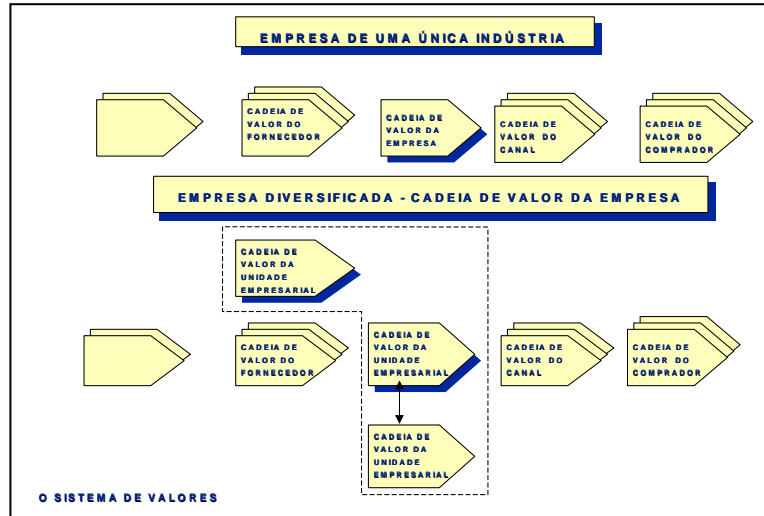 EMPRESA DE UMA ÚNICA INDÚSTRIA
CADEIA DE
VALOR DO
FORNECEDOR
CADEIA DE
VALOR DA
EMPRESA
CADEIA DE
VALOR DO
CANAL
CADEIA DE
VALOR DO
COMPRADOR
EMPRESA DIVERSIFICADA - CADEIA DE VALOR DA EMPRESA
CADEIA DE
VALOR DA
UNIDADE
EMPRESARIAL
CADEIA DE
VALOR DO
FORNECEDOR
CADEIA DE
VALOR DA
UNIDADE
EMPRESARIAL
CADEIA DE
VALOR DO
CANAL
CADEIA DE
VALOR DO
COMPRADOR
CADEIA DE
VALOR DA
UNIDADE
EMPRESARIAL
O SISTEMA DE VALORES